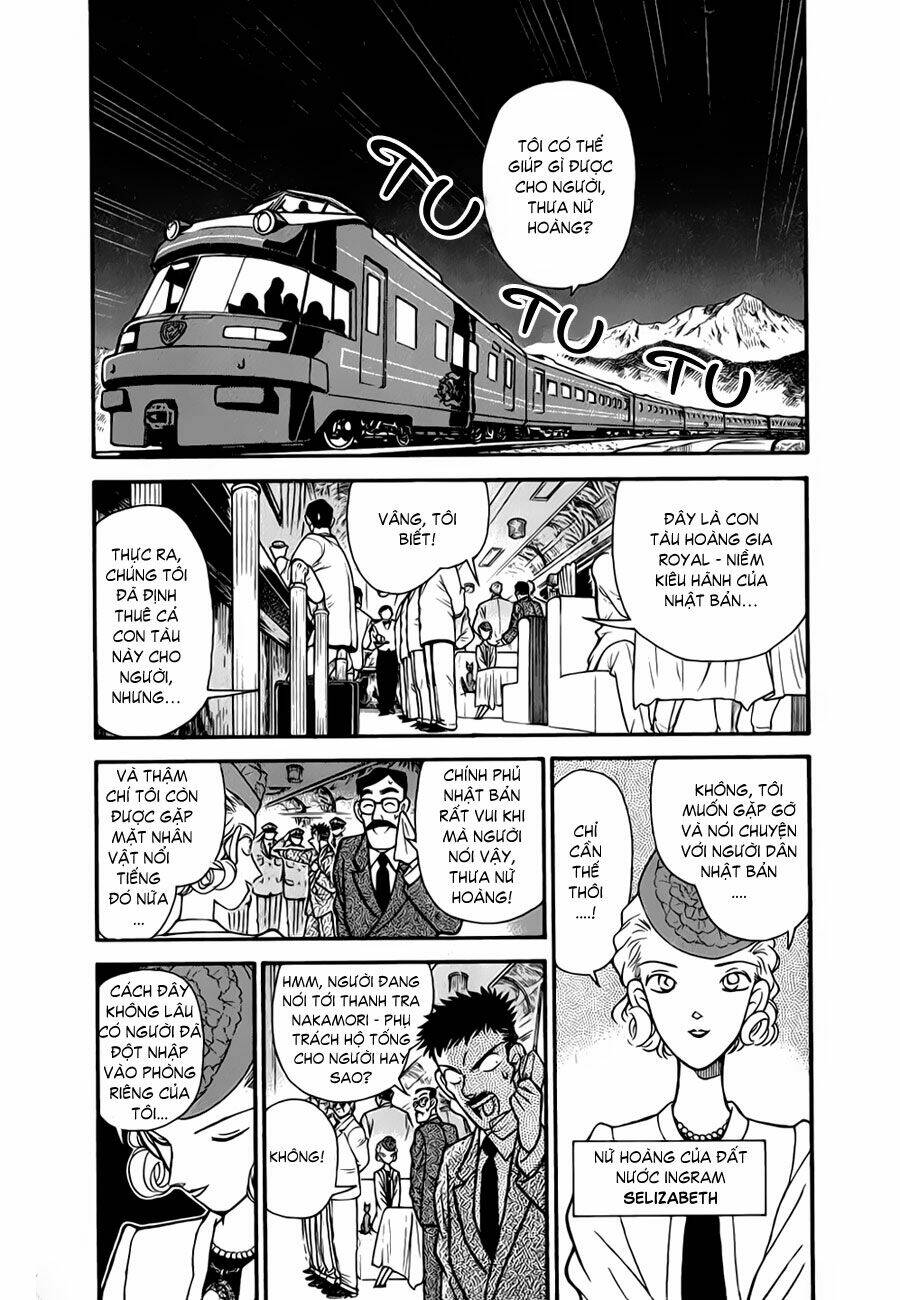 TÔI CÓ THỂ
GIÚP GÌ ĐƯỢC
CHO NGƯỜI,
THƯA NỮ
HOÀNG?
TU
TU
TU
ĐÂY LÀ CON
TÀU HOÀNG GIA
ROYAL - NIỀM
KIÊU HÃNH CỦA
NHẬT BẢN...
VÂNG, TÔI
BIẾT!
THỰC RA,
CHÚNG TÔI
ĐÃ ĐỊNH
THUÊ CẢ
CON TÀU
NÀY CHO
NGƯỜI,
NHƯNG...
KHÔNG, TÔI
MUỐN GẶP GỠ
VÀ NÓI CHUYỆN
VỚI NGƯỜI DÂN
NHẬT BẢN
....
CHỈ
CẦN
THẾ
THÔI
....!
NỮ HOÀNG CỦA ĐẤT
NƯỚC INGRAM
SELIZABETH
CHÍNH PHỦ
NHẬT BẢN
RẤT VUI KHI
MÀ NGƯỜI
NÓI VẬY,
THƯA NỮ
HOÀNG!
VÀ THẬM
CHÍ TÔI CÒN
ĐƯỢC GẶP
MẶT NHÂN
VẬT NỔI
TIẾNG
ĐÓ NỮA
...
HMM, NGƯỜI ĐANG
NÓI TỚI THANH TRA
NAKAMORI - PHỤ
TRÁCH HỘ TỐNG
CHO NGƯỜI HAY
SAO?
KHÔNG!
CÁCH ĐÂY
KHÔNG LÂU
CÓ NGƯỜI ĐÃ
ĐỘT NHẬP
VÀO PHÒNG
RIÊNG CỦA
TÔI...